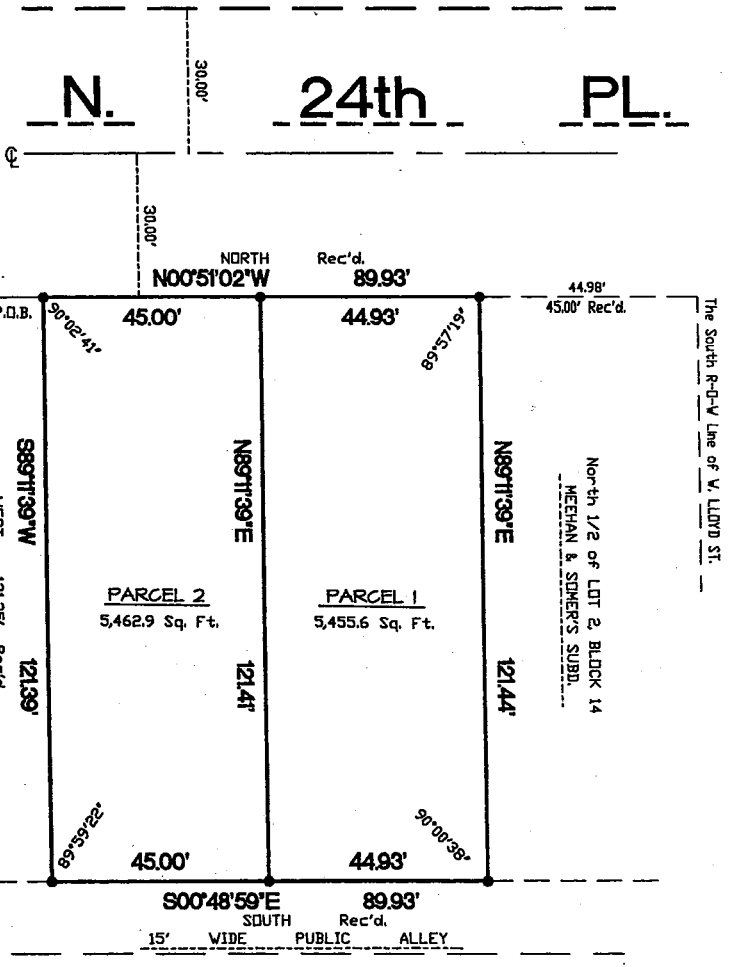 30.00'
N. 24th PL.
℄
30.00'
NORTH Rec'd.
N00°51'02"W 89.93'
44.98'
45.00' Rec'd.
P.O.B.
45.00'
44.93'
90°02'41"
89°57'19"
The South R-O-W Line of W. LLOYD ST.
S89°11'39"W
121.39'
N89°11'39"E
121.41'
N89°11'39"E
121.44'
North 1/2 of LOT 2, BLOCK 14
MEEHAN & SOMER'S SUBD.
PARCEL 2
5,462.9 Sq. Ft.
PARCEL 1
5,455.6 Sq. Ft.
89°59'22"
90°00'38"
45.00'
44.93'
S00°48'59"E 89.93'
SOUTH Rec'd.
15' WIDE PUBLIC ALLEY